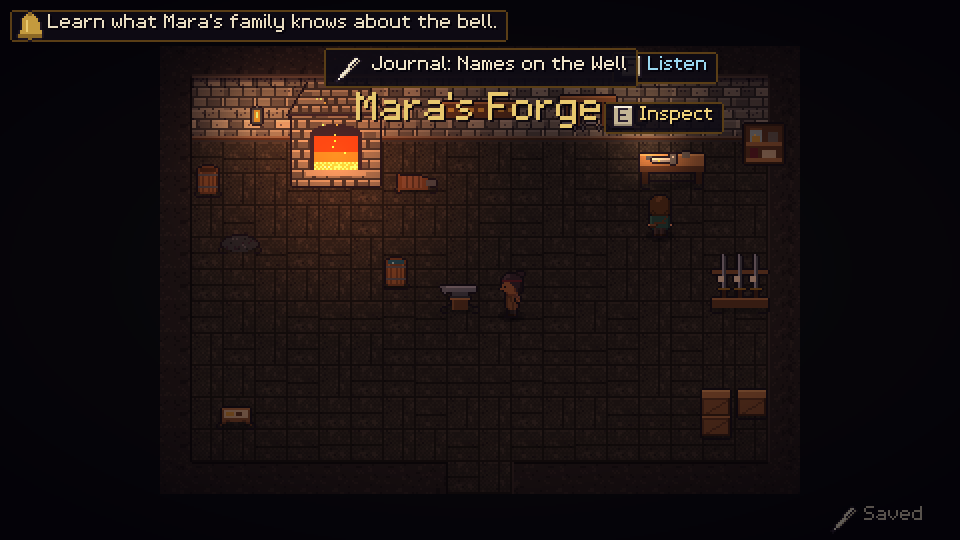 Learn what Mara's family knows about the bell.
Journal: Names on the Well
Listen
Mara's Forge
E Inspect
Saved